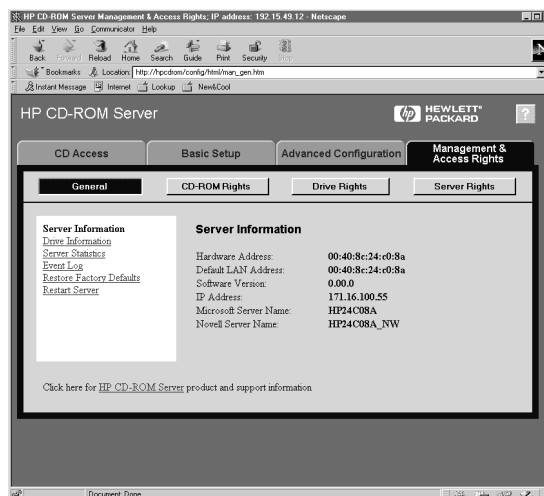 HP CD-ROM Server Management & Access Rights; IP address: 192.15.49.12 - Netscape
File Edit View Go Communicator Help
Back Forward Reload Home Search Guide Print Security Stop
Bookmarks Location: http://hpcdrom/config/html/man_gen.htm
Instant Message Internet Lookup New&Cool
HP CD-ROM Server
hp HEWLETT®
PACKARD
?
CD Access Basic Setup Advanced Configuration Management &
Access Rights
General CD-ROM Rights Drive Rights Server Rights
Server Information
Drive Information
Server Statistics
Event Log
Restore Factory Defaults
Restart Server
Server Information
Hardware Address: 00:40:8c:24:c0:8a
Default LAN Address: 00:40:8c:24:c0:8a
Software Version: 0.00.0
IP Address: 171.16.100.55
Microsoft Server Name: HP24C08A
Novell Server Name: HP24C08A_NW
Click here for HP CD-ROM Server product and support information
Document: Done